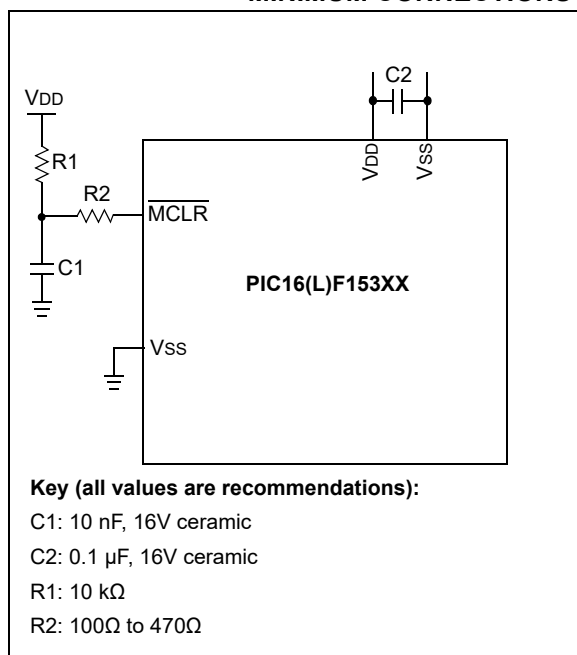 C2
VDD
VDD
VSS
R1
R2
MCLR
C1
PIC16(L)F153XX
VSS
Key (all values are recommendations):
C1: 10 nF, 16V ceramic
C2: 0.1 µF, 16V ceramic
R1: 10 kΩ
R2: 100Ω to 470Ω